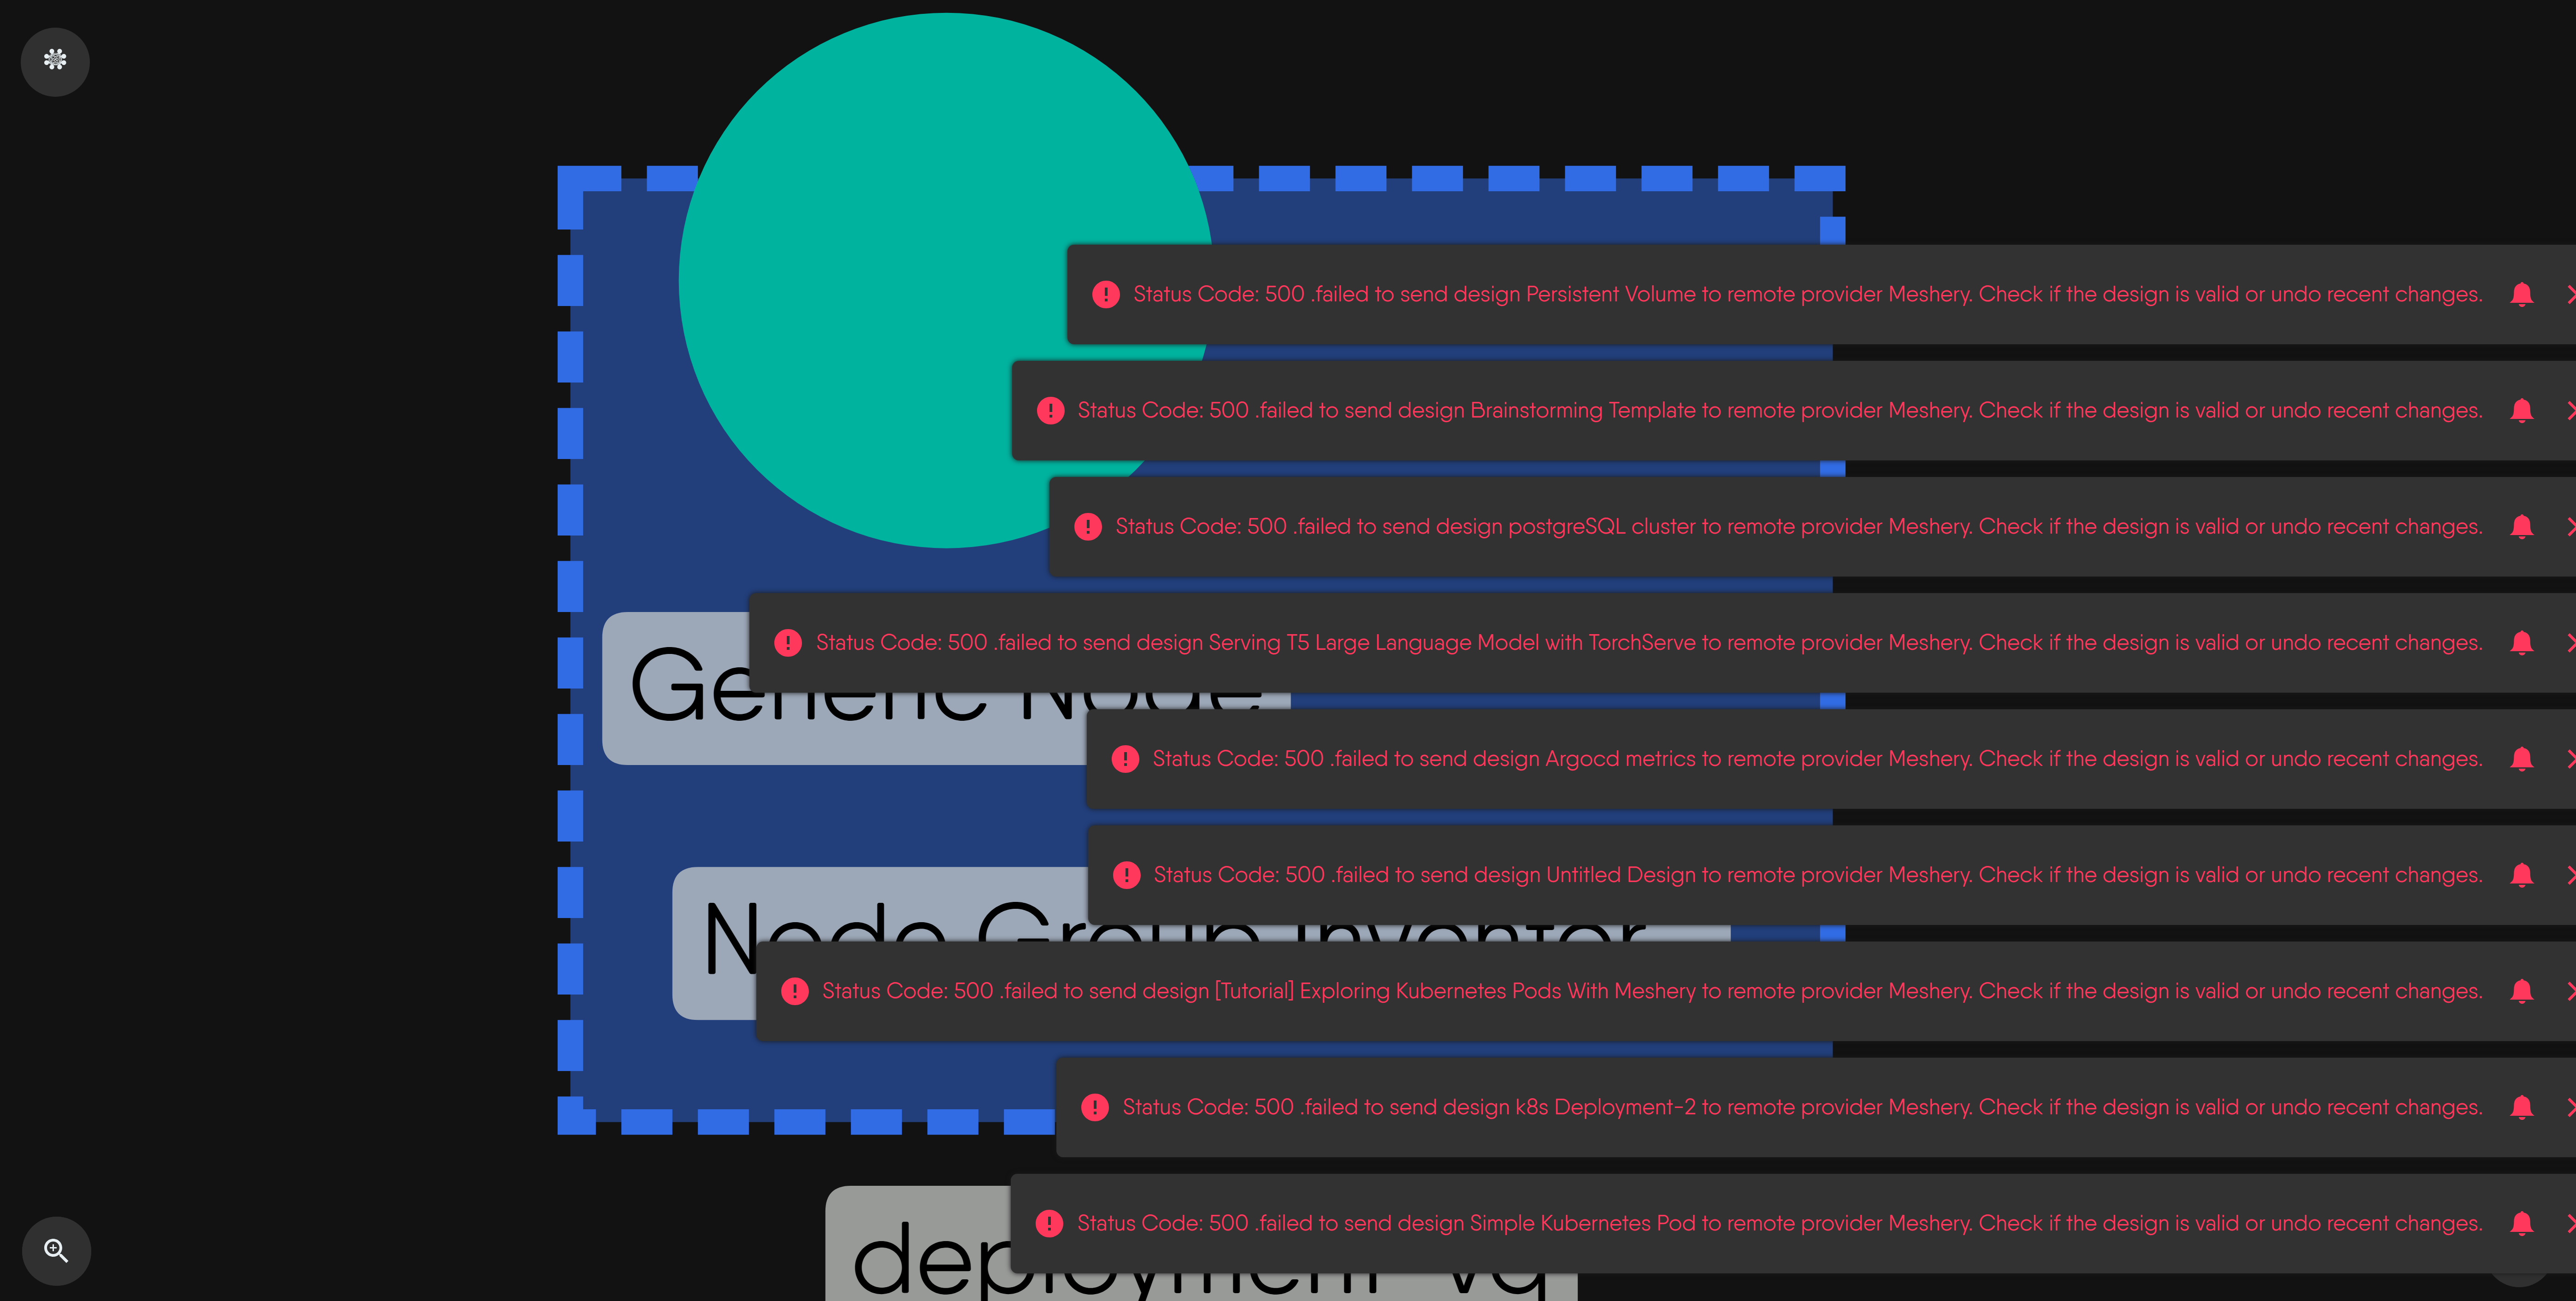 Status Code: 500 .failed to send design Persistent Volume to remote provider Meshery. Check if the design is valid or undo recent changes.
Status Code: 500 .failed to send design Brainstorming Template to remote provider Meshery. Check if the design is valid or undo recent changes.
Status Code: 500 .failed to send design postgreSQL cluster to remote provider Meshery. Check if the design is valid or undo recent changes.
Status Code: 500 .failed to send design Serving T5 Large Language Model with TorchServe to remote provider Meshery. Check if the design is valid or undo recent changes.
Generic Node
Status Code: 500 .failed to send design Argocd metrics to remote provider Meshery. Check if the design is valid or undo recent changes.
Status Code: 500 .failed to send design Untitled Design to remote provider Meshery. Check if the design is valid or undo recent changes.
Node Group Inventor
Status Code: 500 .failed to send design [Tutorial] Exploring Kubernetes Pods With Meshery to remote provider Meshery. Check if the design is valid or undo recent changes.
Status Code: 500 .failed to send design k8s Deployment-2 to remote provider Meshery. Check if the design is valid or undo recent changes.
Status Code: 500 .failed to send design Simple Kubernetes Pod to remote provider Meshery. Check if the design is valid or undo recent changes.
deployment